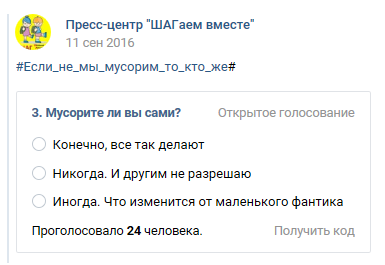 Пресс-центр "ШАГаем вместе"
11 сен 2016
#Если_не_мы_мусорим_то_кто_же#
3. Мусорите ли вы сами? Открытое голосование
Конечно, все так делают
Никогда. И другим не разрешаю
Иногда. Что изменится от маленького фантика
Проголосовало 24 человека. Получить код